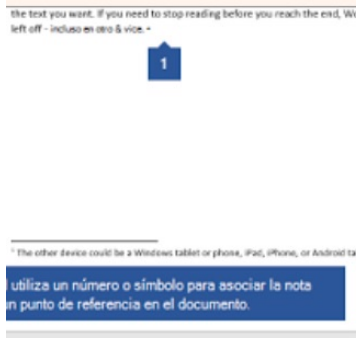 the text you want. If you need to stop reading before you reach the end, Wo
left off - incluso en otro & vice.
1
¹ The other device could be a Windows tablet or phone, iPad, iPhone, or Android ta
l utiliza un número o símbolo para asociar la nota
un punto de referencia en el documento.